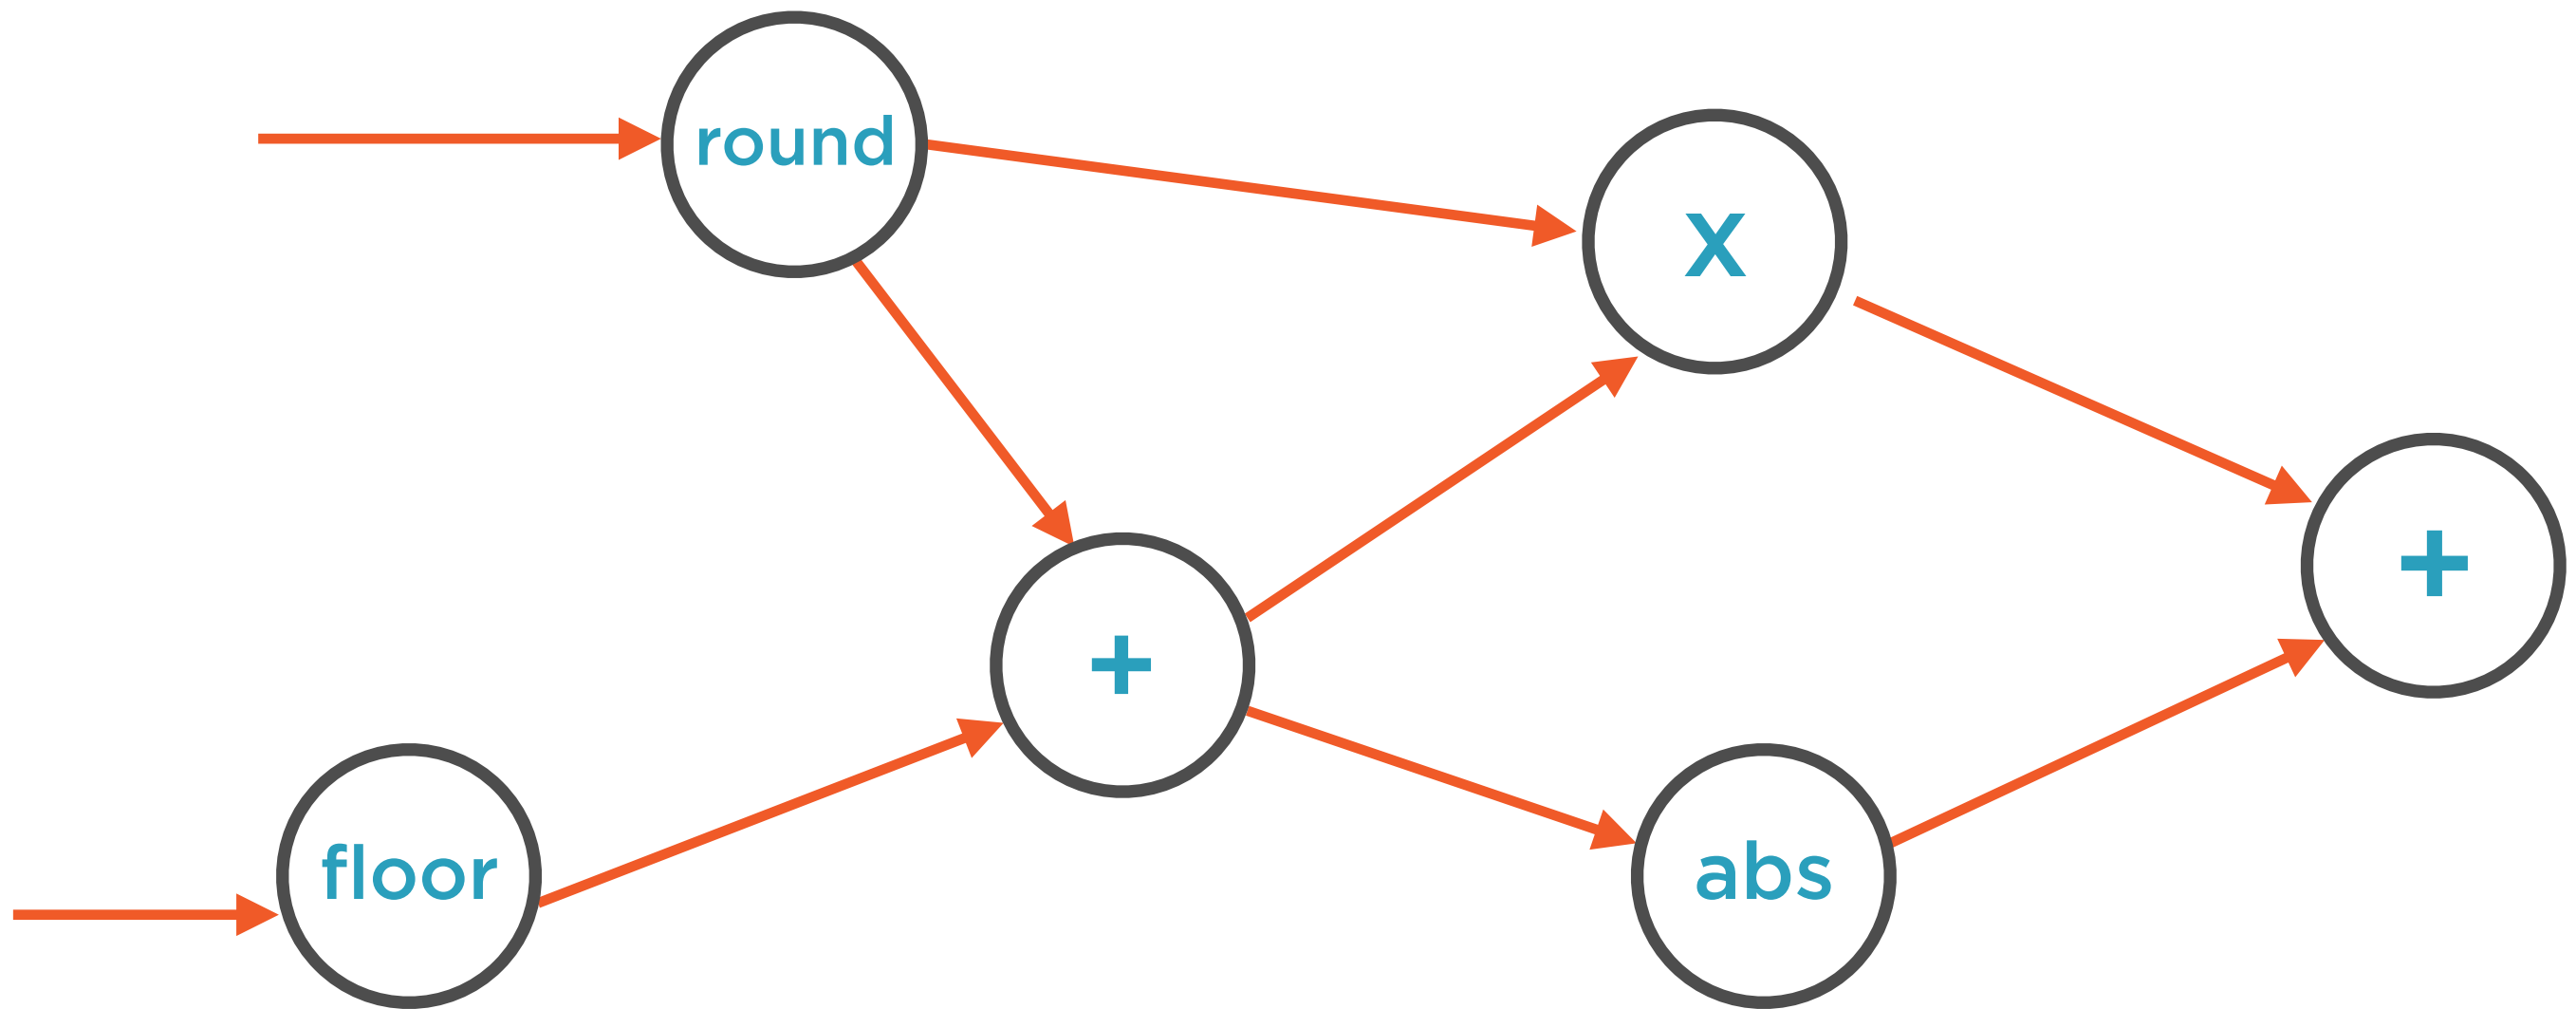 round
x
+
+
floor
abs